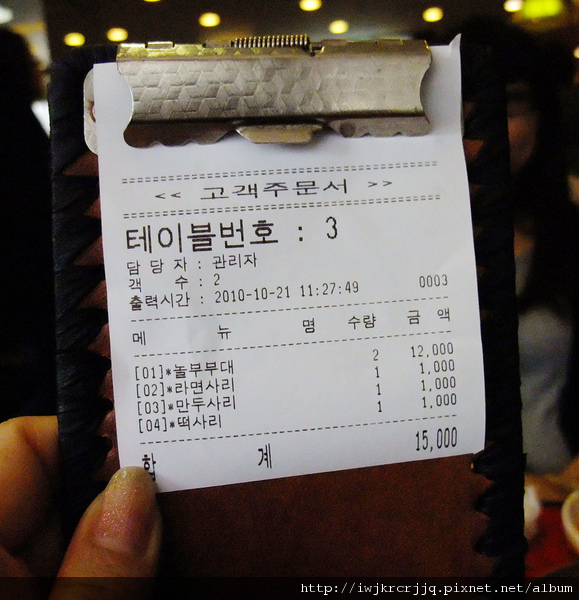 << 고객주문서 >>
테이블번호 : 3
담 당 자 : 관리자
객 수 : 2
출력시간 : 2010-10-21 11:27:49 0003
메 뉴 명 수량 금 액
[01]*놀부부대 2 12,000
[02]*라면사리 1 1,000
[03]*만두사리 1 1,000
[04]*떡사리 1 1,000
합 계 15,000
http://iwjkrcrjjq.pixnet.net/album